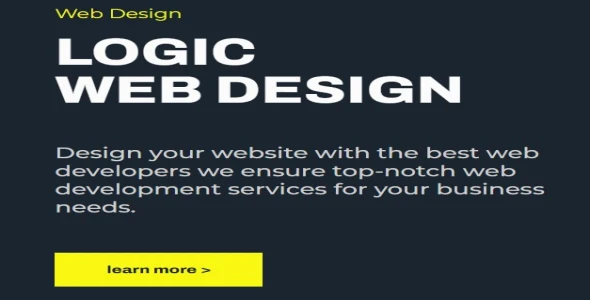 Web Design
LOGIC
WEB DESIGN
Design your website with the best web
developers we ensure top-notch web
development services for your business
needs.
learn more >